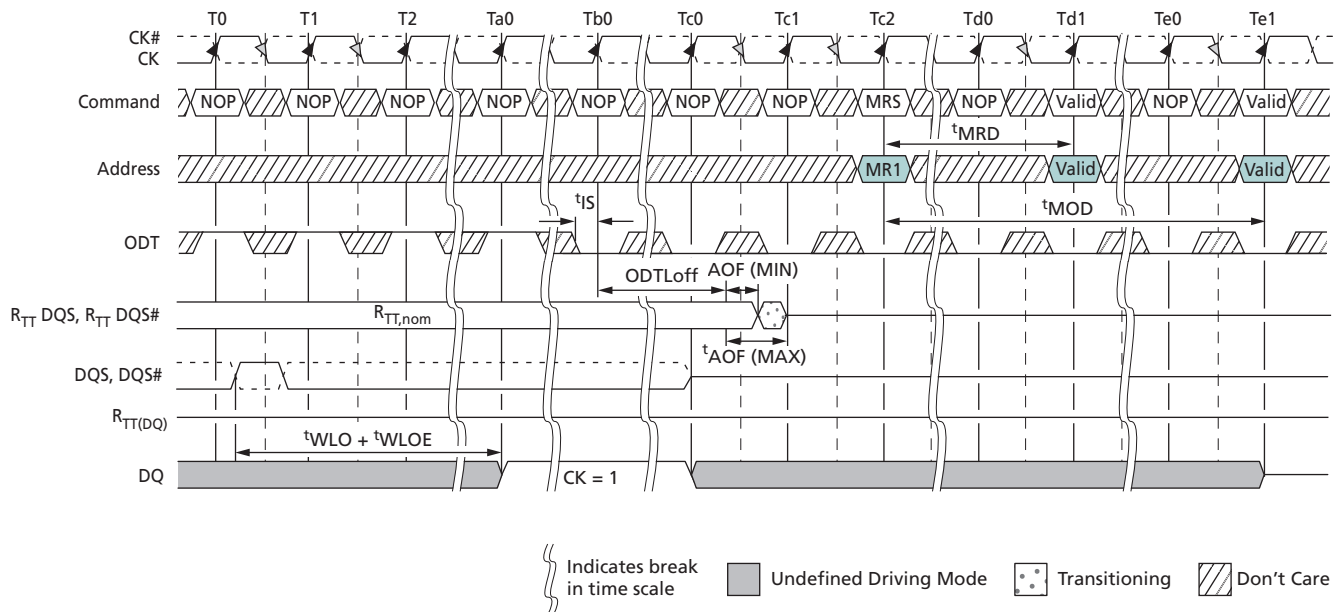 T0 T1 T2 Ta0 Tb0 Tc0 Tc1 Tc2 Td0 Td1 Te0 Te1
CK#
CK
Command NOP NOP NOP NOP NOP NOP NOP MRS NOP Valid NOP Valid
tMRD
Address MR1 Valid Valid
tIS
tMOD
ODT
ODTLoff AOF (MIN)
RTT DQS, RTT DQS# RTT,nom
tAOF (MAX)
DQS, DQS#
RTT(DQ)
tWLO + tWLOE
DQ CK = 1
Indicates break
in time scale
Undefined Driving Mode
Transitioning
Don't Care